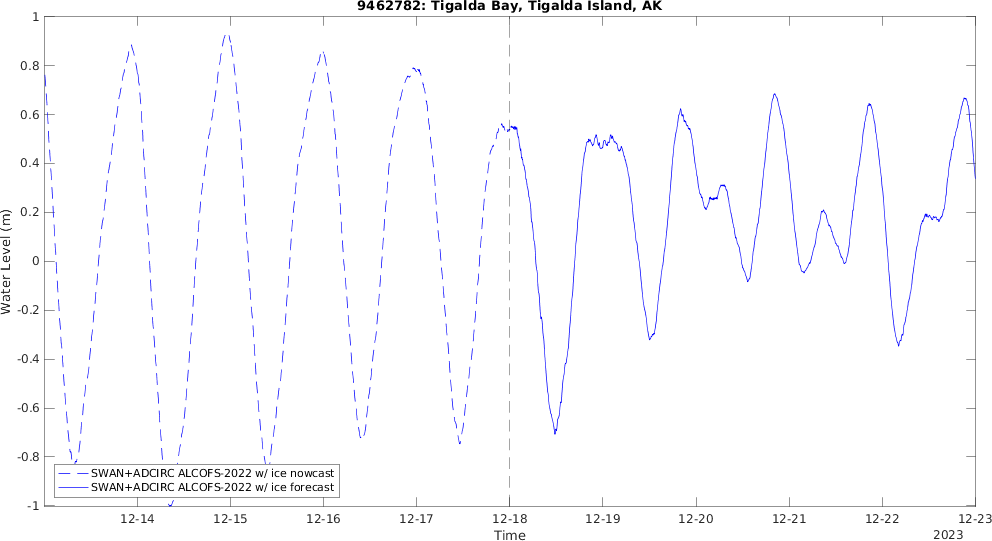 9462782: Tigalda Bay, Tigalda Island, AK
1
0.8
0.6
0.4
0.2
0
-0.2
-0.4
-0.6
-0.8
-1
Water Level (m)
SWAN+ADCIRC ALCOFS-2022 w/ ice nowcast
SWAN+ADCIRC ALCOFS-2022 w/ ice forecast
12-14 12-15 12-16 12-17 12-18 12-19 12-20 12-21 12-22 12-23
Time
2023